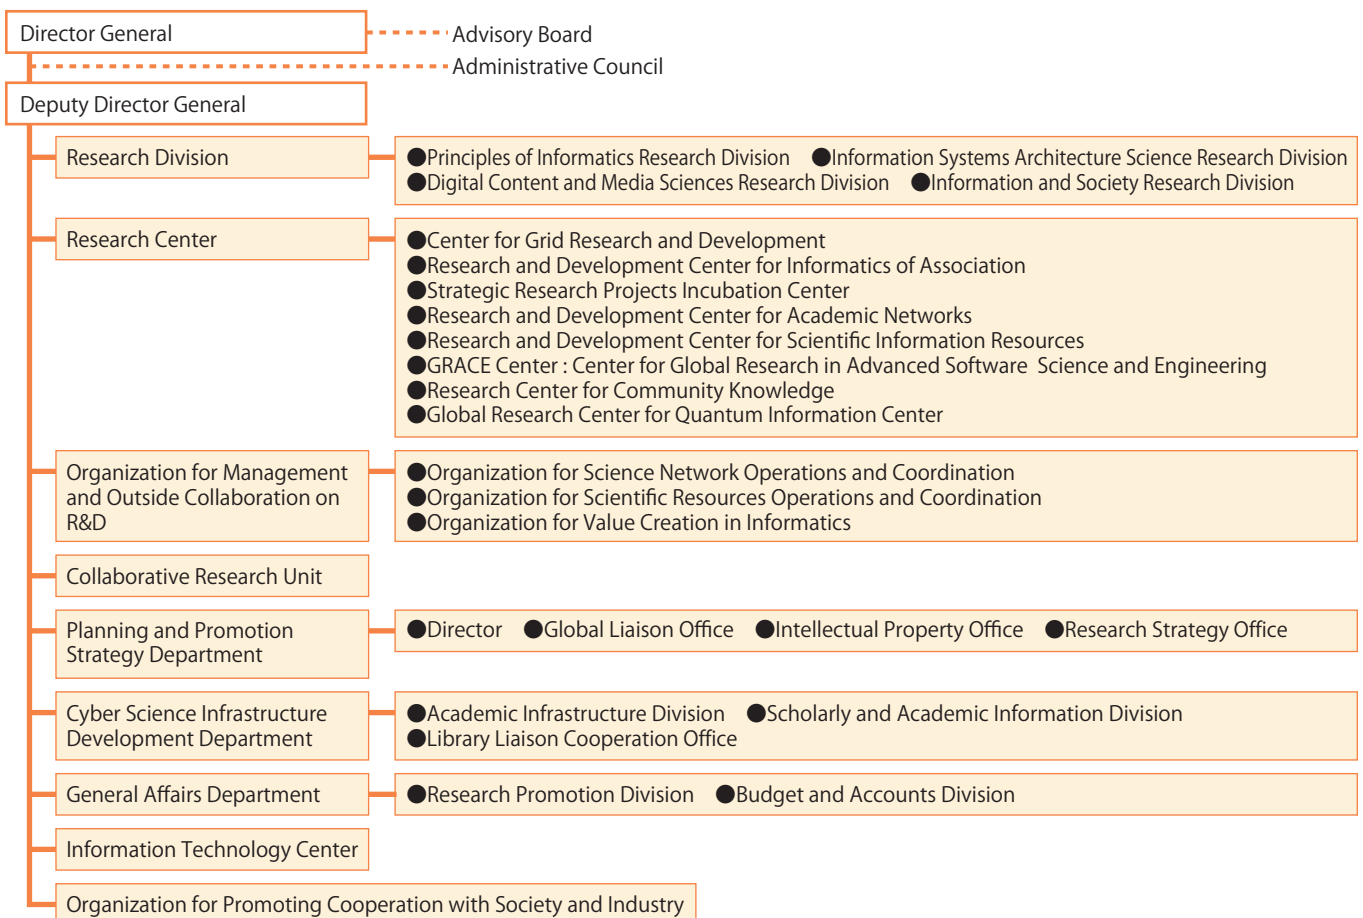 Director General
Advisory Board
Administrative Council
Deputy Director General
Research Division
●Principles of Informatics Research Division ●Information Systems Architecture Science Research Division
●Digital Content and Media Sciences Research Division ●Information and Society Research Division
Research Center
●Center for Grid Research and Development
●Research and Development Center for Informatics of Association
●Strategic Research Projects Incubation Center
●Research and Development Center for Academic Networks
●Research and Development Center for Scientific Information Resources
●GRACE Center : Center for Global Research in Advanced Software Science and Engineering
●Research Center for Community Knowledge
●Global Research Center for Quantum Information Center
Organization for Management
and Outside Collaboration on
R&D
●Organization for Science Network Operations and Coordination
●Organization for Scientific Resources Operations and Coordination
●Organization for Value Creation in Informatics
Collaborative Research Unit
Planning and Promotion
Strategy Department
●Director ●Global Liaison Office ●Intellectual Property Office ●Research Strategy Office
Cyber Science Infrastructure
Development Department
●Academic Infrastructure Division ●Scholarly and Academic Information Division
●Library Liaison Cooperation Office
General Affairs Department
●Research Promotion Division ●Budget and Accounts Division
Information Technology Center
Organization for Promoting Cooperation with Society and Industry